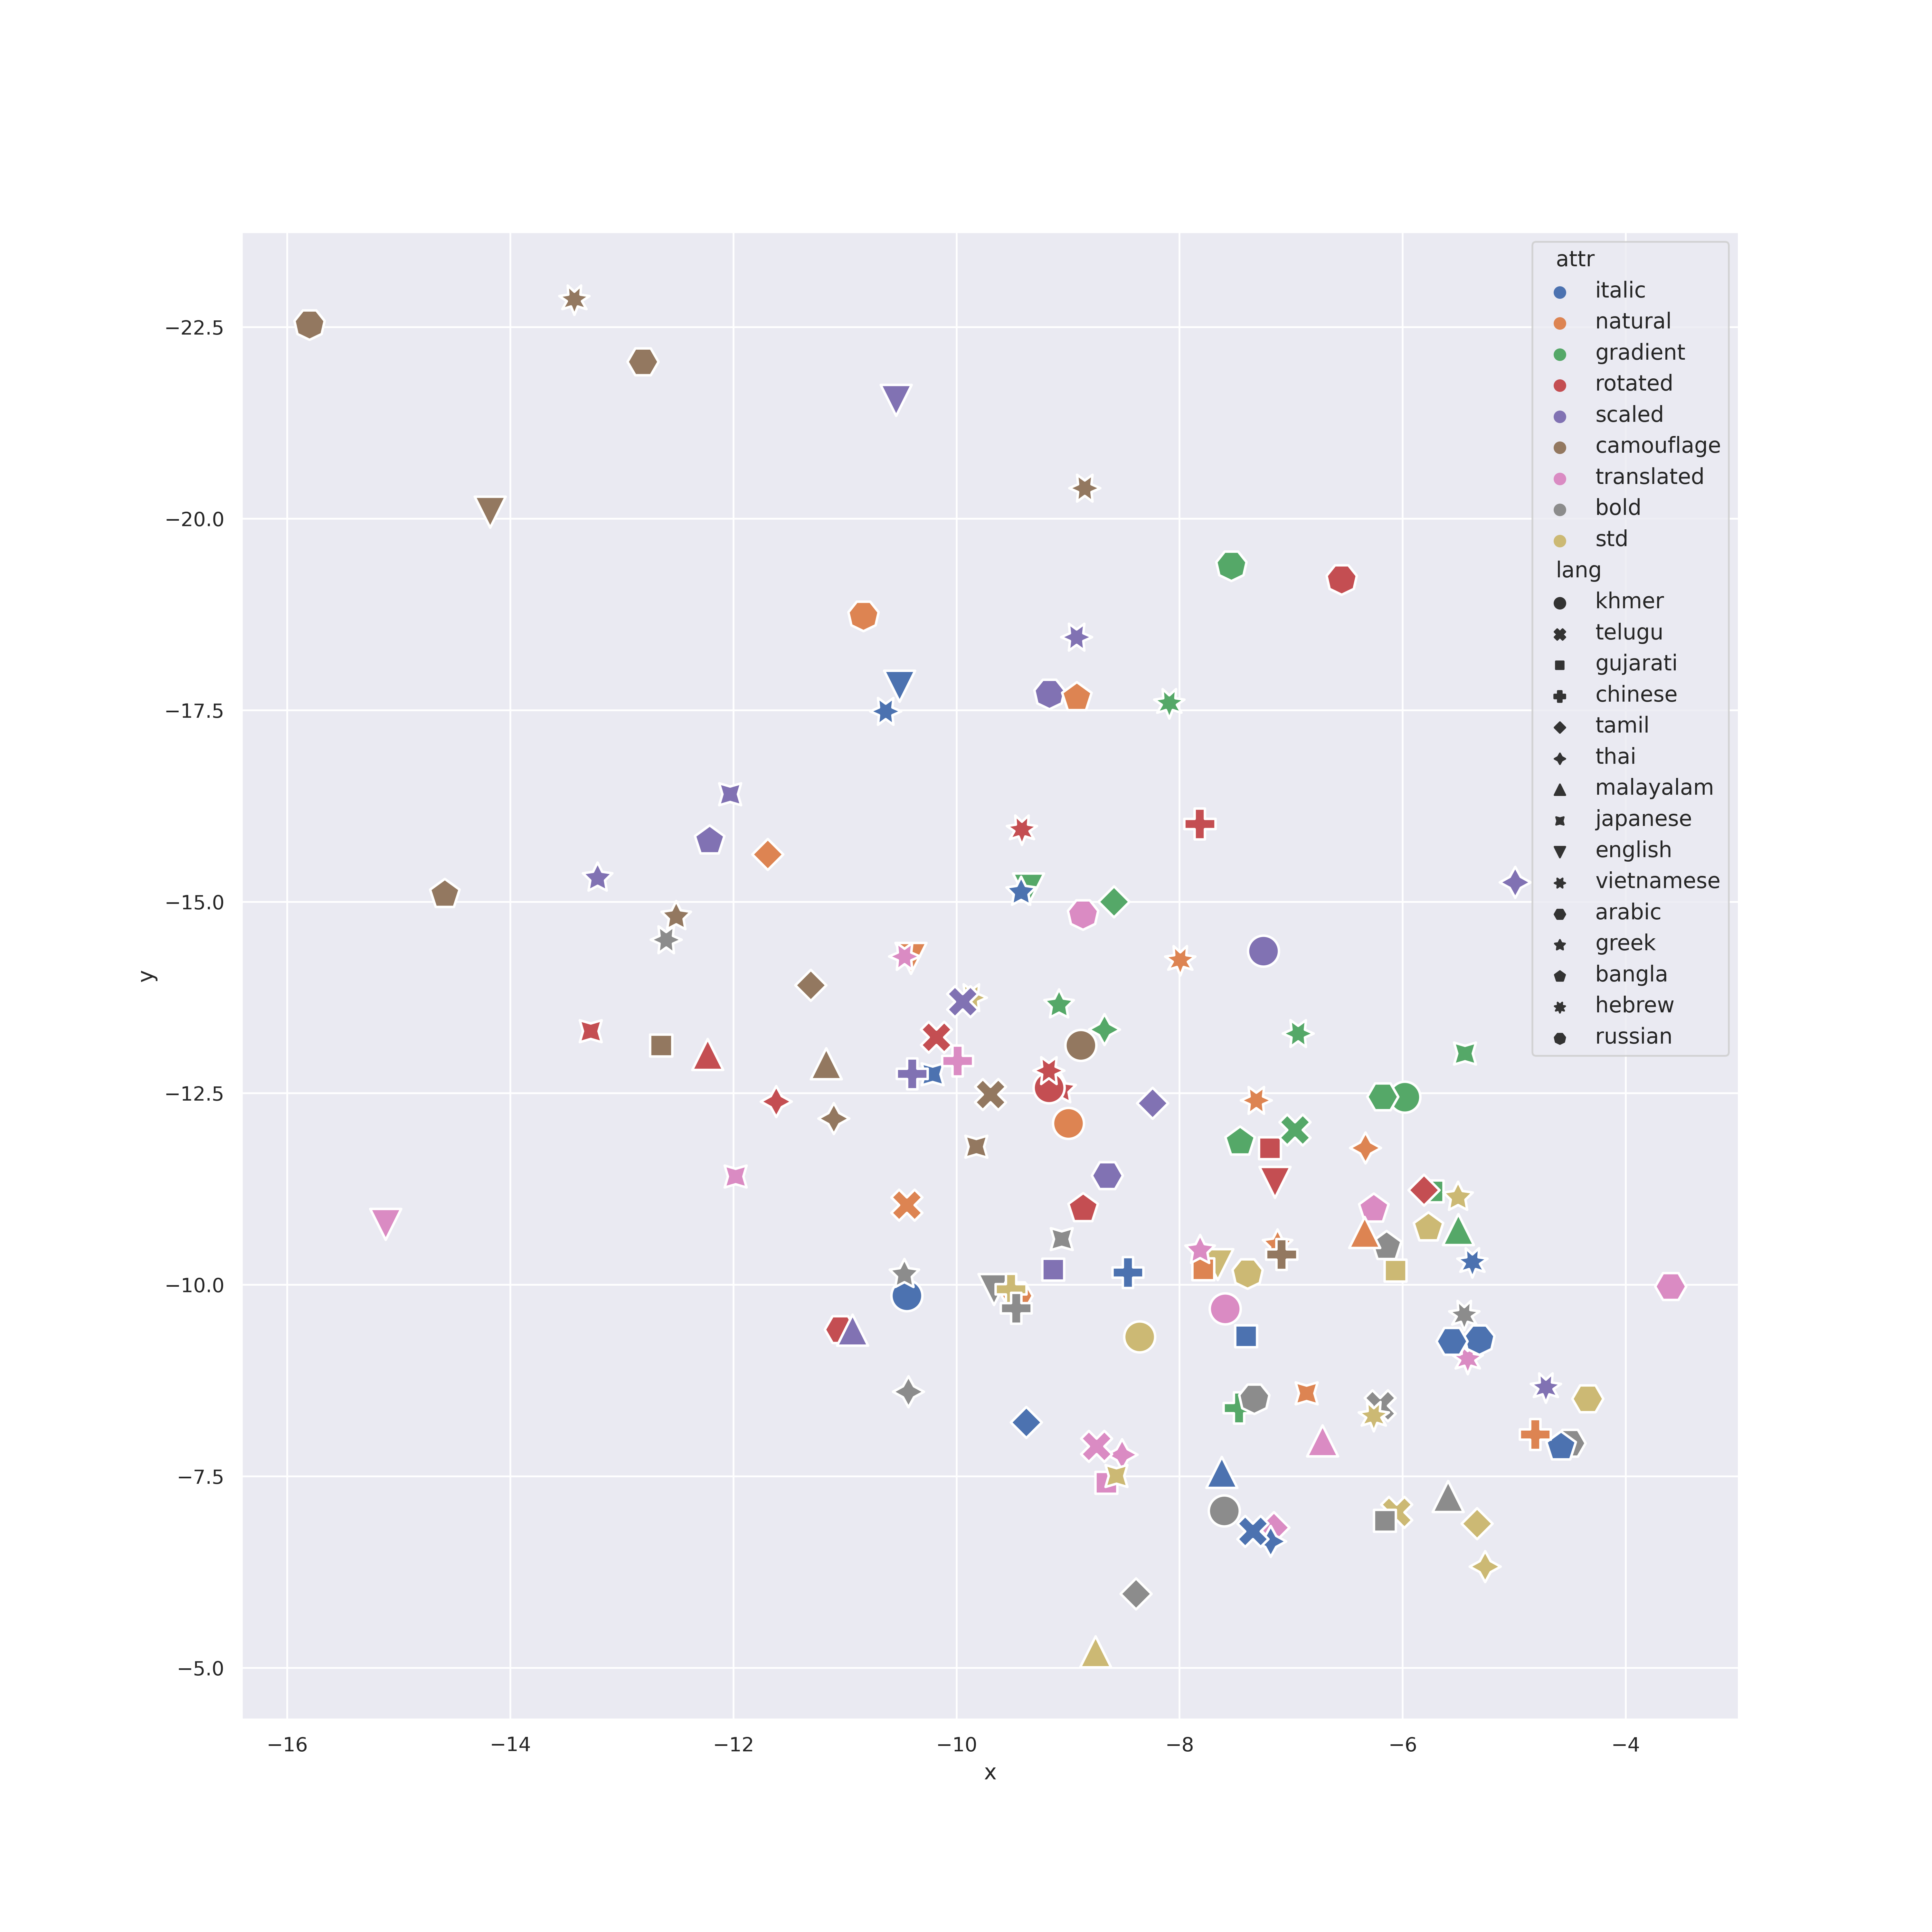 attr
italic
natural
gradient
rotated
scaled
camouflage
translated
bold
std
lang
khmer
telugu
gujarati
chinese
tamil
thai
malayalam
japanese
english
vietnamese
arabic
greek
bangla
hebrew
russian
−22.5
−20.0
−17.5
−15.0
−12.5
−10.0
−7.5
−5.0
y
−16 −14 −12 −10 −8 −6 −4
x